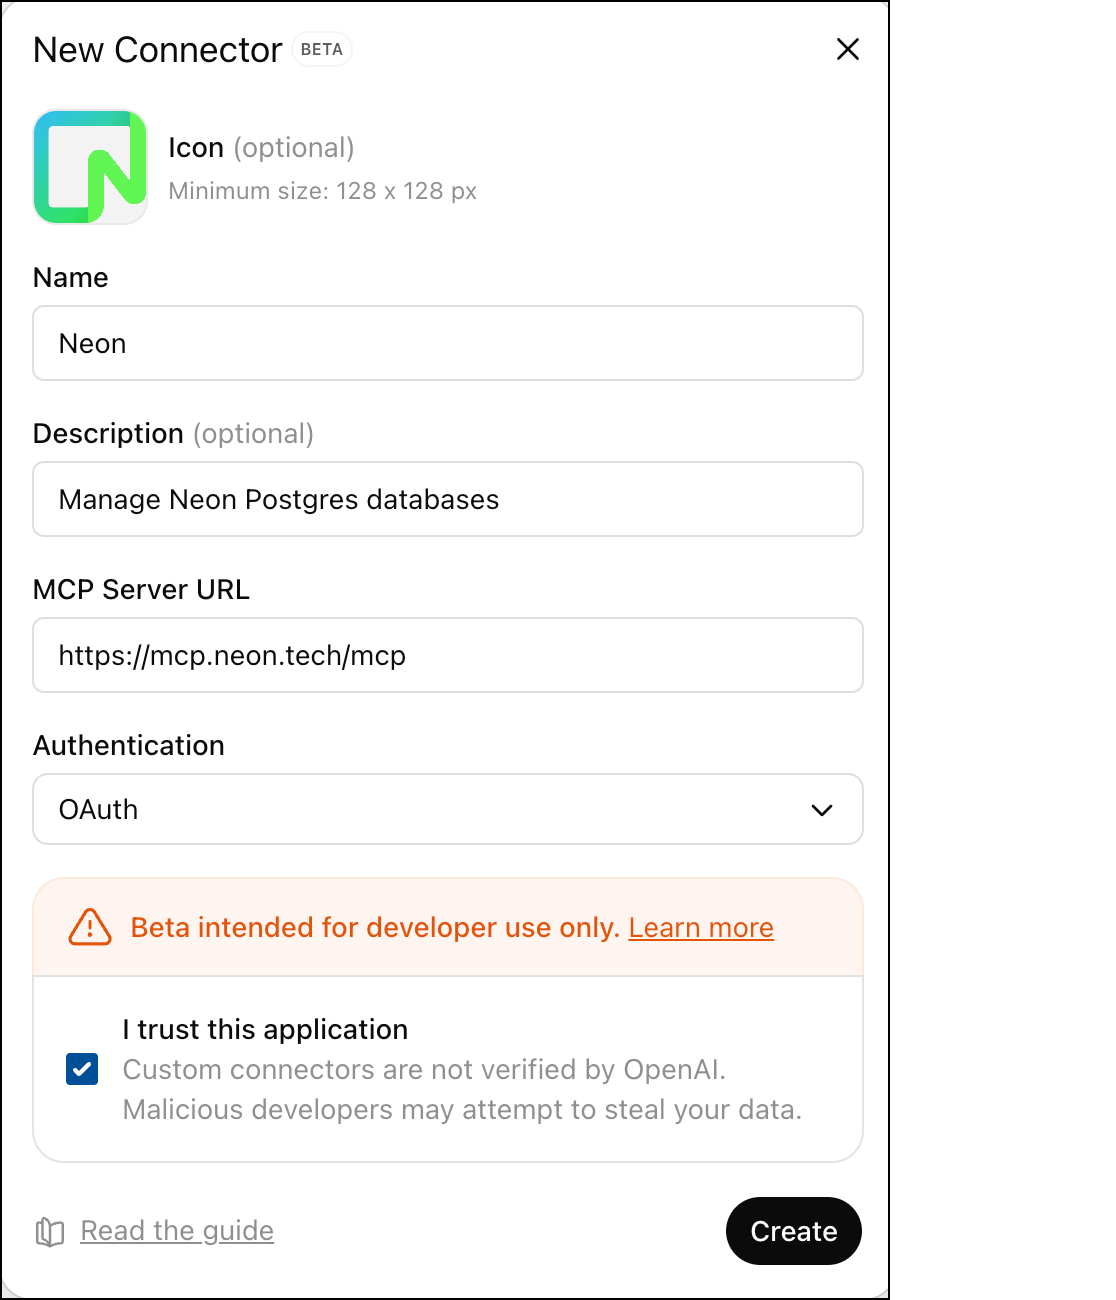 New Connector BETA
Icon (optional)
Minimum size: 128 x 128 px
Name
Neon
Description (optional)
Manage Neon Postgres databases
MCP Server URL
https://mcp.neon.tech/mcp
Authentication
OAuth
Beta intended for developer use only. Learn more
I trust this application
Custom connectors are not verified by OpenAI.
Malicious developers may attempt to steal your data.
Read the guide
Create